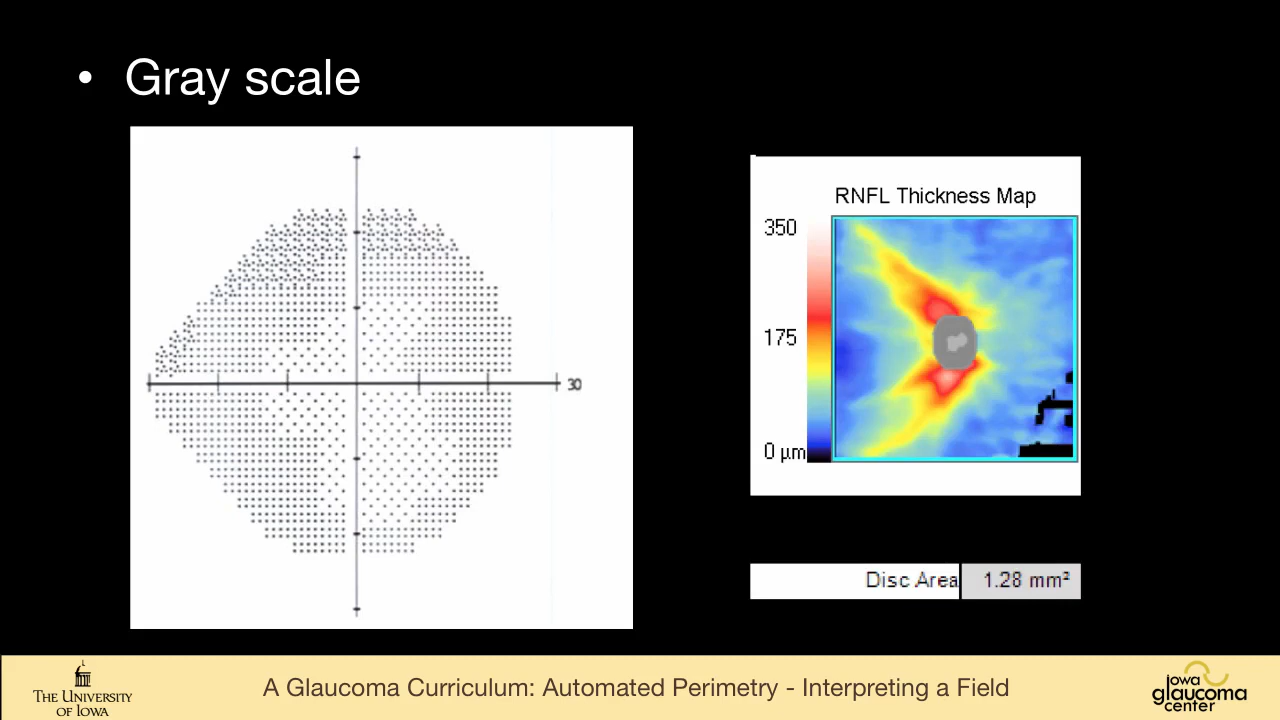 • Gray scale
30
RNFL Thickness Map
350
175
0 µm
Disc Area 1.28 mm²
THE UNIVERSITY
OF IOWA
A Glaucoma Curriculum: Automated Perimetry - Interpreting a Field
iowa
glaucoma
center